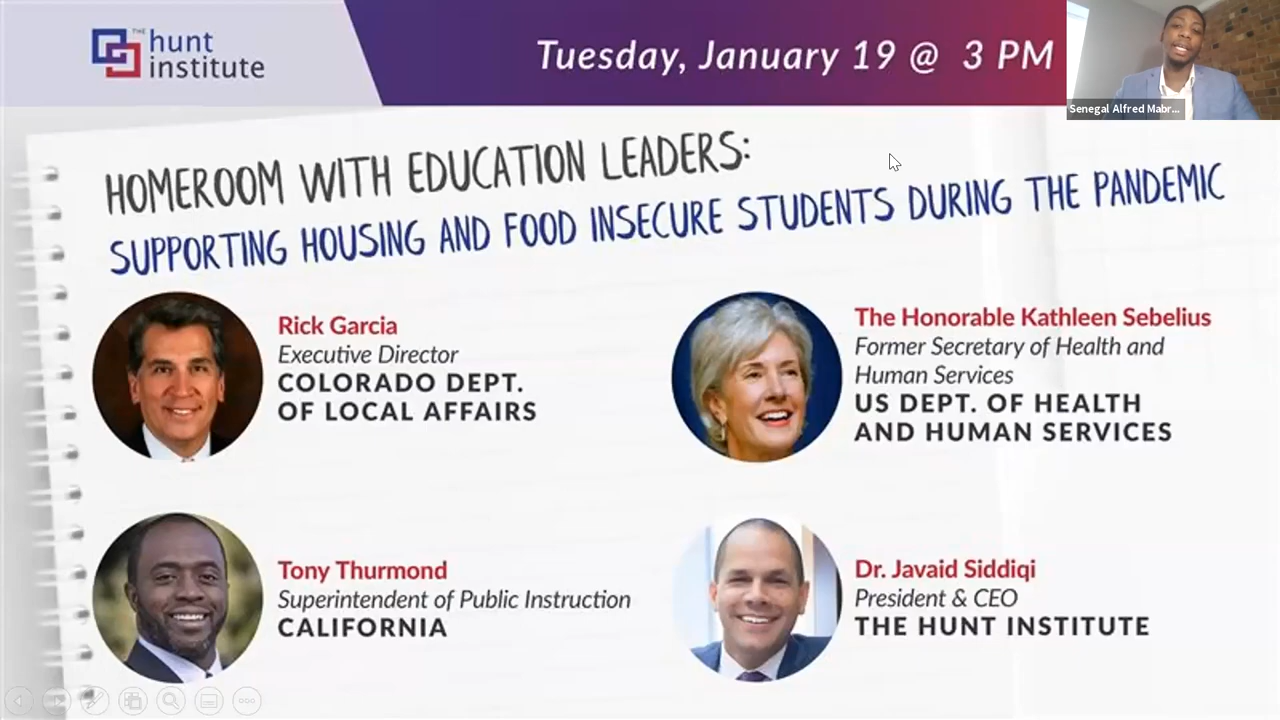 THE
hunt
institute
Tuesday, January 19 @ 3 PM
Senegal Alfred Mabr...
HOMEROOM WITH EDUCATION LEADERS:
SUPPORTING HOUSING AND FOOD INSECURE STUDENTS DURING THE PANDEMIC
Rick Garcia
Executive Director
COLORADO DEPT.
OF LOCAL AFFAIRS
The Honorable Kathleen Sebelius
Former Secretary of Health and
Human Services
US DEPT. OF HEALTH
AND HUMAN SERVICES
Tony Thurmond
Superintendent of Public Instruction
CALIFORNIA
Dr. Javaid Siddiqi
President & CEO
THE HUNT INSTITUTE